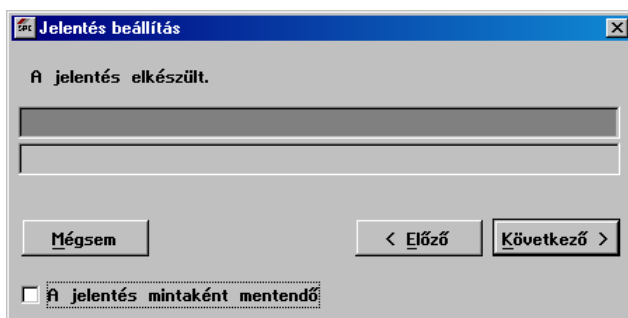 SPC Jelentés beállítás
A jelentés elkészült.
Mégsem
< Előző
Következő >
A jelentés mintaként mentendő